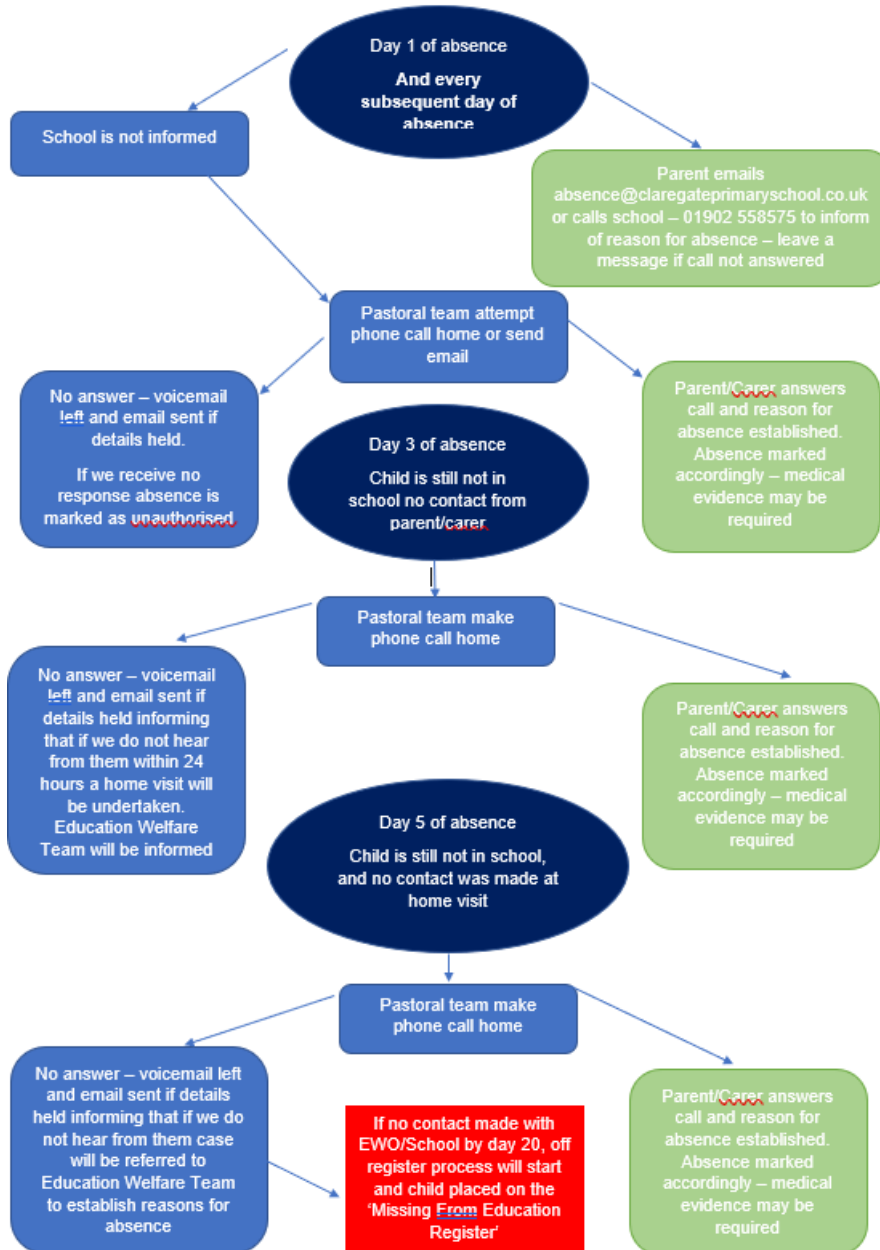 Day 1 of absence
And every
subsequent day of
absence
School is not informed
Parent emails
absence@claregateprimaryschool.co.uk
or calls school – 01902 558575 to inform
of reason for absence – leave a
message if call not answered
Pastoral team attempt
phone call home or send
email
No answer – voicemail
left and email sent if
details held.
If we receive no
response absence is
marked as unauthorised
Parent/Carer answers
call and reason for
absence established.
Absence marked
accordingly – medical
evidence may be
required
Day 3 of absence
Child is still not in
school no contact from
parent/carer
Pastoral team make
phone call home
No answer – voicemail
left and email sent if
details held informing
that if we do not hear
from them within 24
hours a home visit will
be undertaken.
Education Welfare
Team will be informed
Parent/Carer answers
call and reason for
absence established.
Absence marked
accordingly – medical
evidence may be
required
Day 5 of absence
Child is still not in school,
and no contact was made at
home visit
Pastoral team make
phone call home
No answer – voicemail left
and email sent if details
held informing that if we do
not hear from them case
will be referred to
Education Welfare Team
to establish reasons for
absence
If no contact made with
EWO/School by day 20, off
register process will start
and child placed on the
‘Missing From Education
Register’
Parent/Carer answers
call and reason for
absence established.
Absence marked
accordingly – medical
evidence may be
required